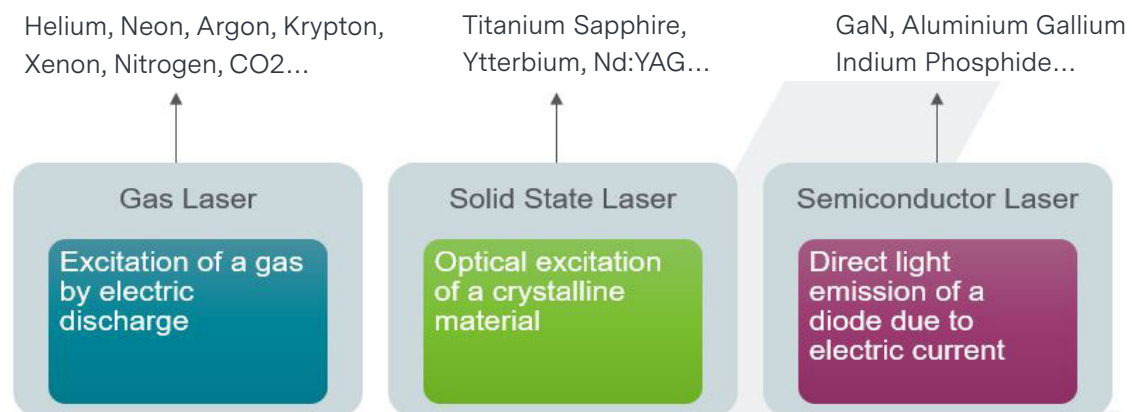 Helium, Neon, Argon, Krypton,
Xenon, Nitrogen, CO2...
Titanium Sapphire,
Ytterbium, Nd:YAG...
GaN, Aluminium Gallium
Indium Phosphide...
Gas Laser
Excitation of a gas
by electric
discharge
Solid State Laser
Optical excitation
of a crystalline
material
Semiconductor Laser
Direct light
emission of a
diode due to
electric current